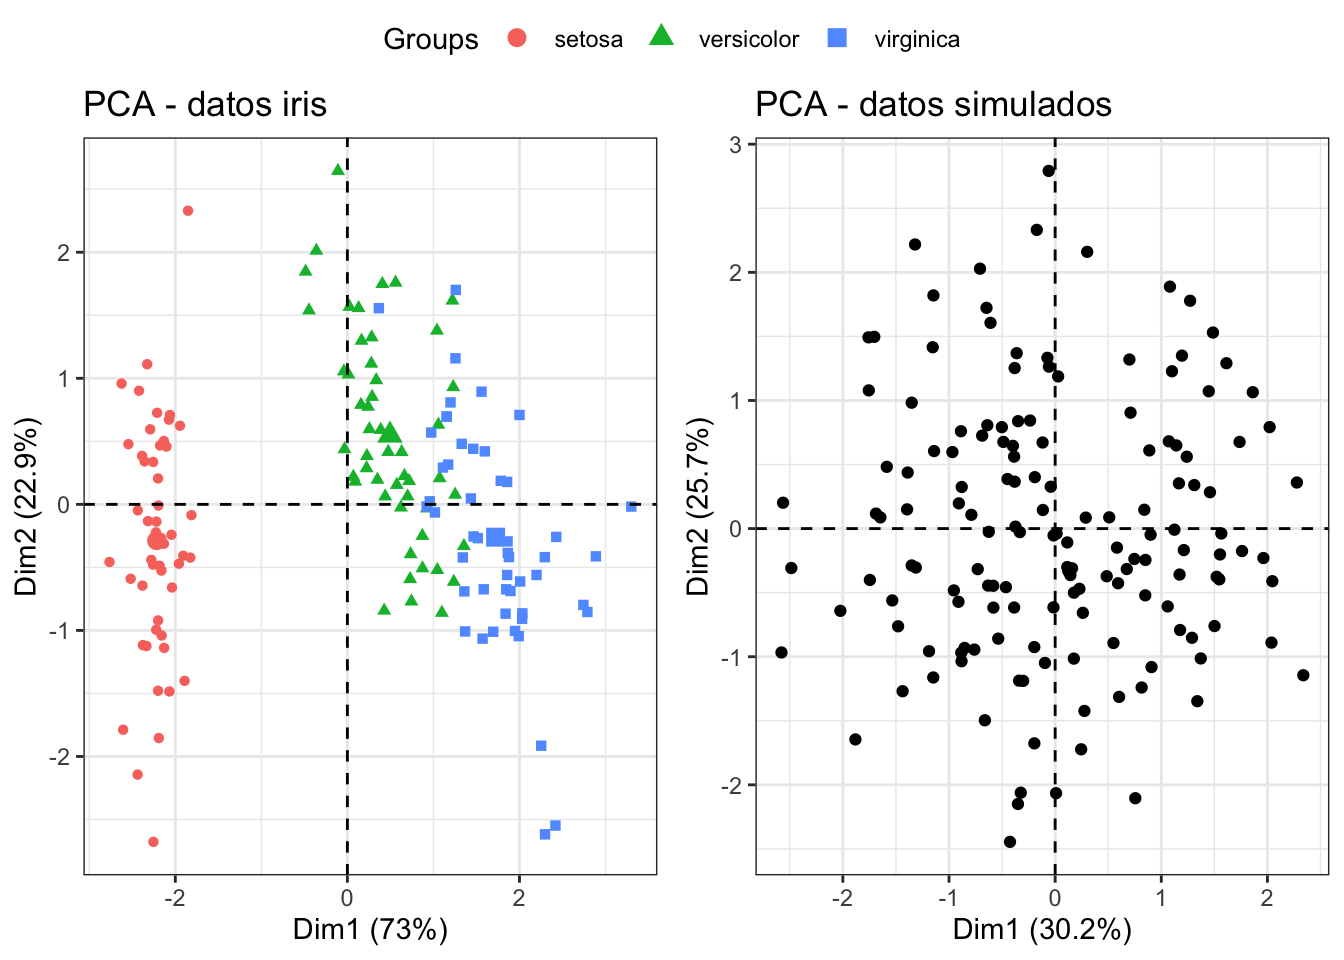 Groups setosa versicolor virginica
PCA - datos iris
PCA - datos simulados
Dim2 (22.9%)
2
1
0
-1
-2
-2 0 2
Dim1 (73%)
Dim2 (25.7%)
3
2
1
0
-1
-2
-2 -1 0 1 2
Dim1 (30.2%)